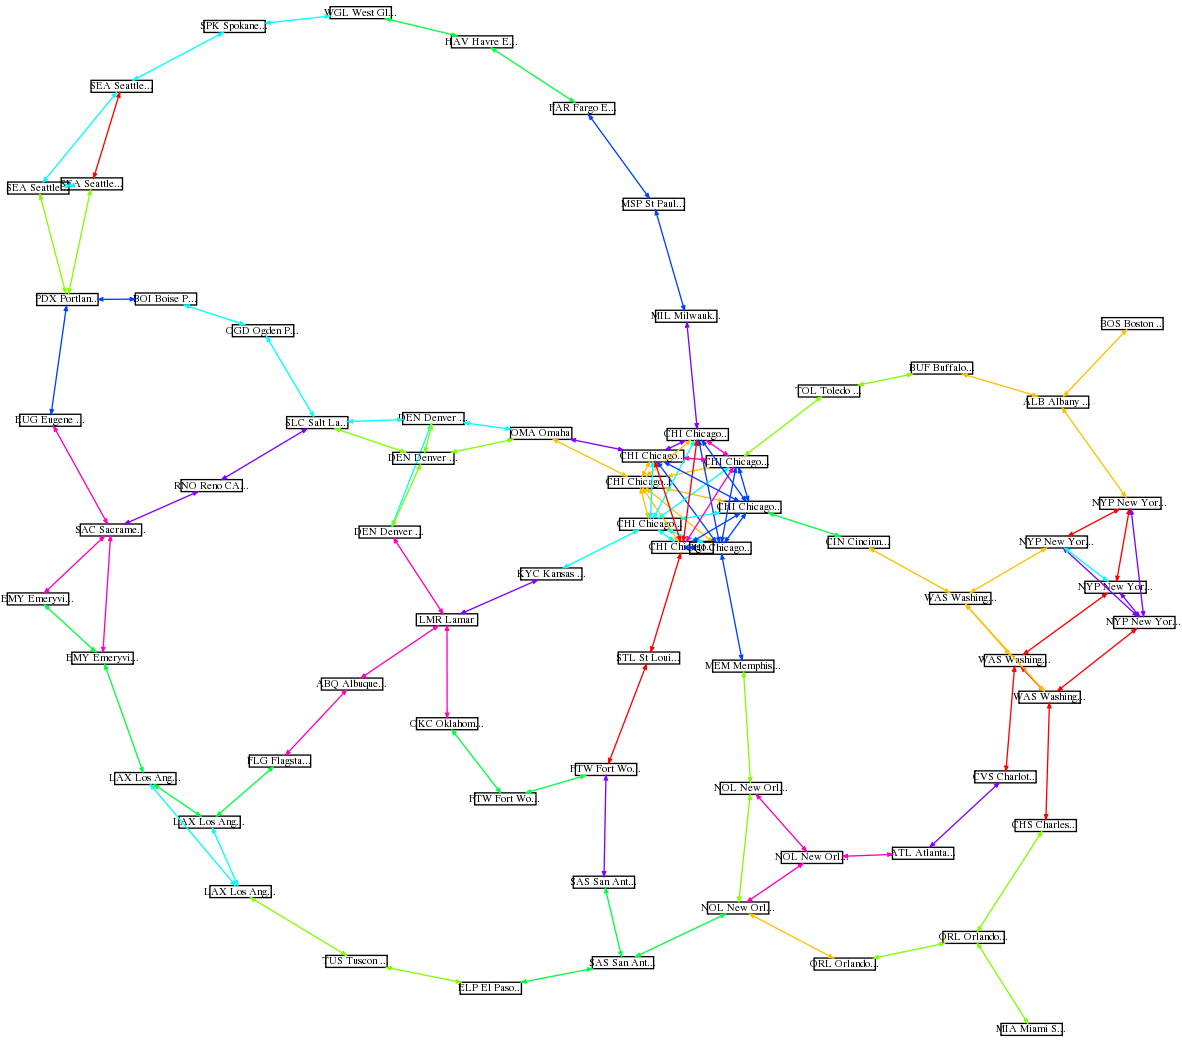 WGL West Gl...
SPK Spokane...
HAV Havre E...
SEA Seattle...
FAR Fargo E...
SEA Seattle...
SEA Seattle...
MSP St Paul...
PDX Portlan...
BOI Boise P...
OGD Ogden P...
MIL Milwauk...
BOS Boston ...
BUF Buffalo...
TOL Toledo ...
ALB Albany ...
EUG Eugene ...
SLC Salt La...
DEN Denver ...
OMA Omaha
CHI Chicago...
DEN Denver ...
CHI Chicago...
CHI Chicago...
RNO Reno CA...
CHI Chicago...
CHI Chicago...
NYP New Yor...
SAC Sacrame...
DEN Denver ...
CHI Chicago...
CIN Cincinn...
NYP New Yor...
CHI Chicago...
CHI Chicago...
KYC Kansas ...
NYP New Yor...
EMY Emeryvi...
WAS Washing...
LMR Lamar
NYP New Yor...
EMY Emeryvi...
STL St Loui...
MEM Memphis...
WAS Washing...
ABQ Albuque...
WAS Washing...
OKC Oklahom...
FLG Flagsta...
LAX Los Ang...
FTW Fort Wo...
CVS Charlot...
NOL New Orl...
FTW Fort Wo...
LAX Los Ang...
CHS Charles...
NOL New Orl...
ATL Atlanta...
LAX Los Ang...
SAS San Ant...
NOL New Orl...
ORL Orlando...
TUS Tuscon ...
SAS San Ant...
ORL Orlando...
ELP El Paso...
MIA Miami S...